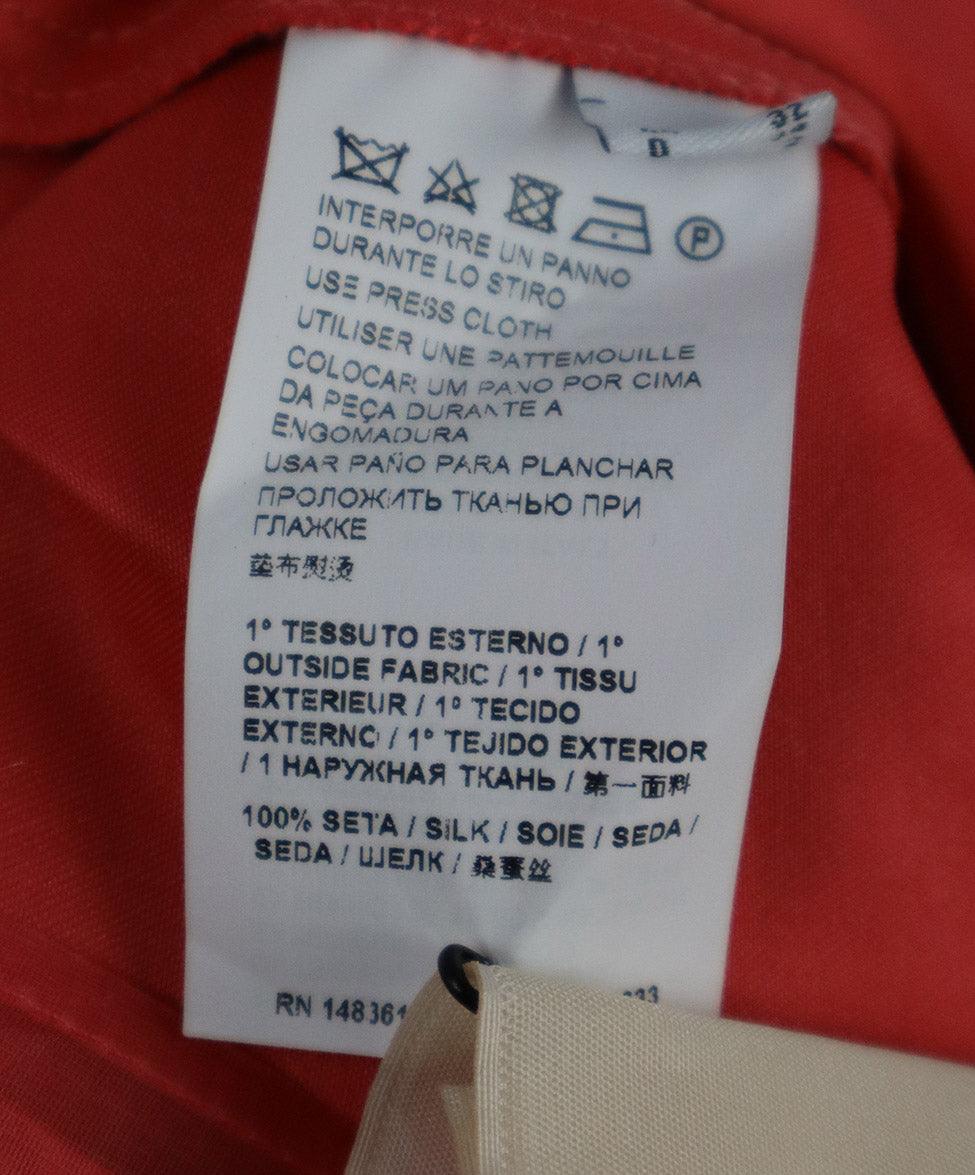 INTERPORRE UN PANNO
DURANTE LO STIRO
USE PRESS CLOTH
UTILISER UNE PATTEMOUILLE
COLOCAR UM PANO POR CIMA
DA PEÇA DURANTE A
ENGOMADURA
USAR PAÑO PARA PLANCHAR
ПРОЛОЖИТЬ ТКАНЬЮ ПРИ
ГЛАЖКЕ
垫布熨烫
1° TESSUTO ESTERNO / 1°
OUTSIDE FABRIC / 1° TISSU
EXTERIEUR / 1º TECIDO
EXTERNO / 1° TEJIDO EXTERIOR
/ 1 НАРУЖНАЯ ТКАНЬ / 第一面料
100% SETA / SILK / SOIE / SEDA /
SEDA / ШЕЛК / 桑蚕丝
RN 148361